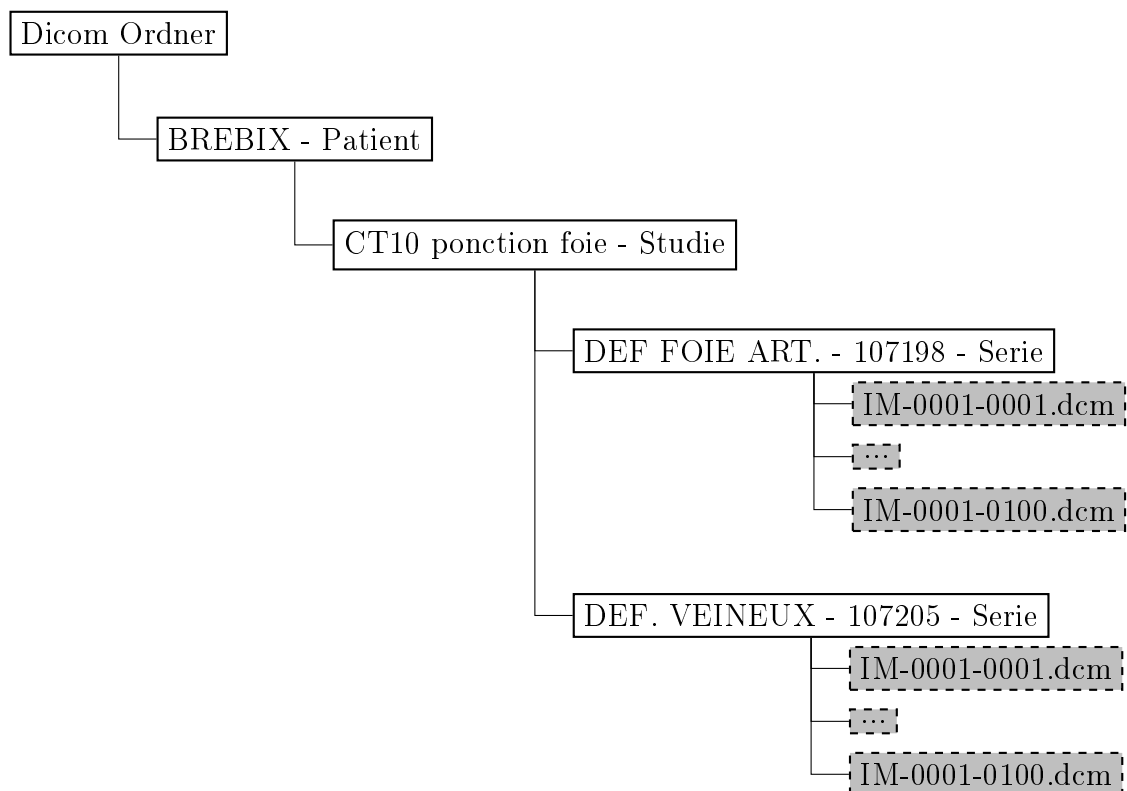 Dicom Ordner
BREBIX - Patient
CT10 ponction foie - Studie
DEF FOIE ART. - 107198 - Serie
IM-0001-0001.dcm
...
IM-0001-0100.dcm
DEF. VEINEUX - 107205 - Serie
IM-0001-0001.dcm
...
IM-0001-0100.dcm